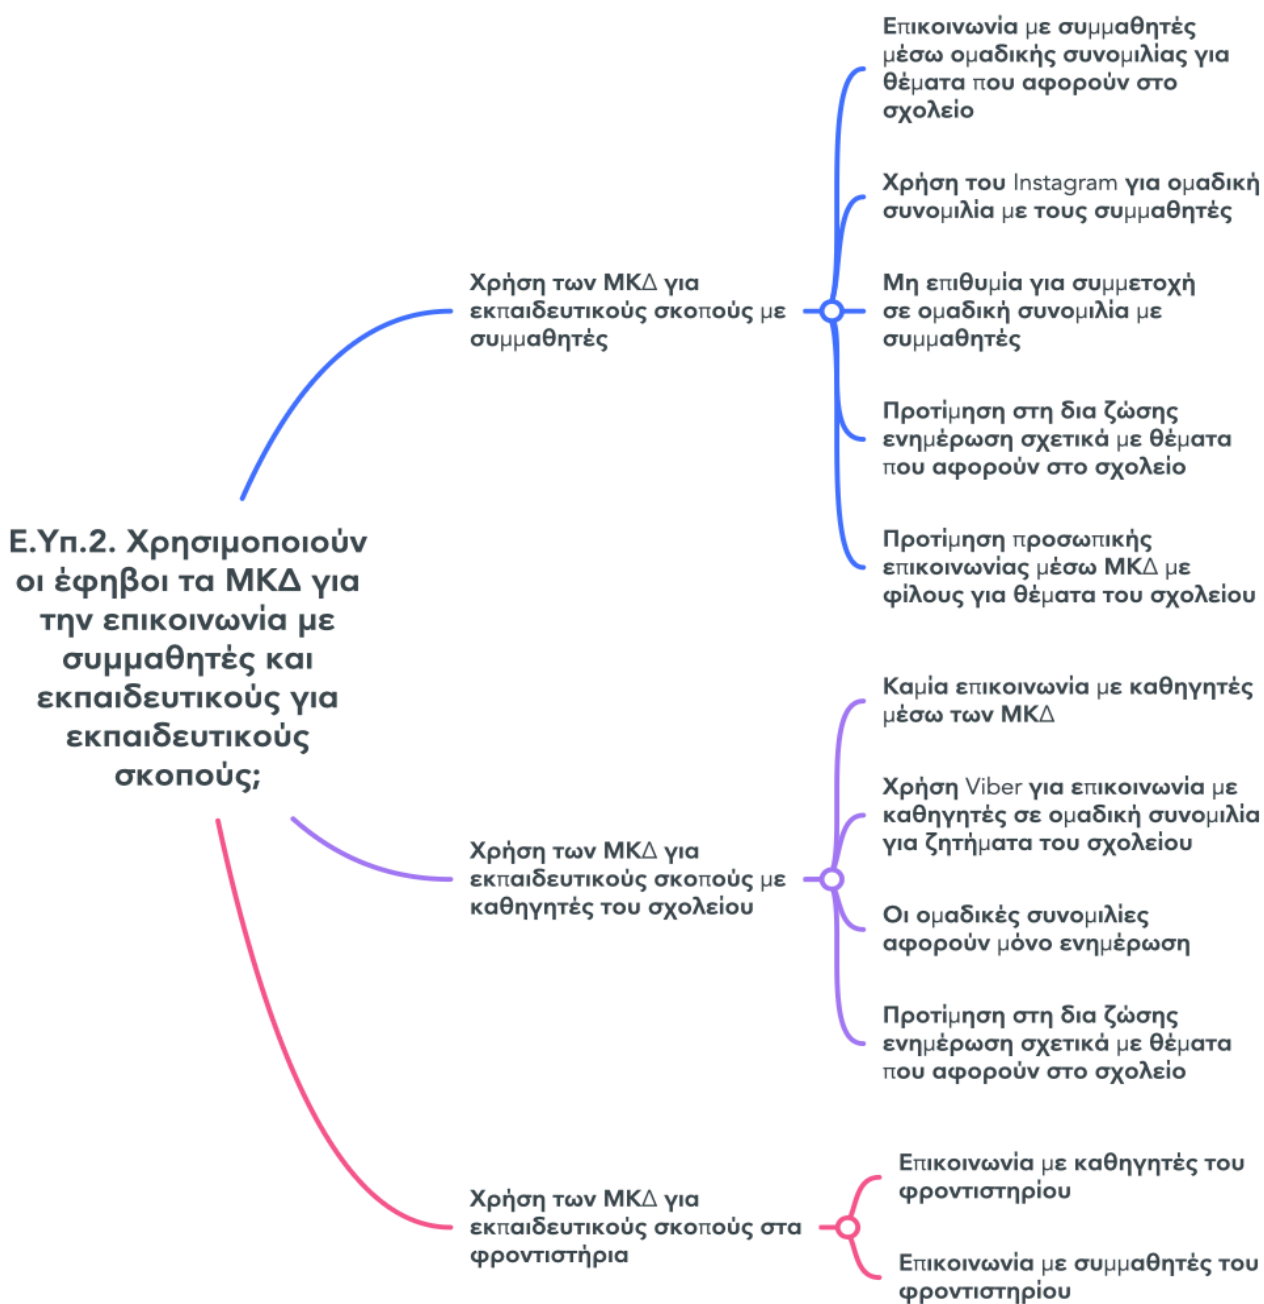 Ε.Υπ.2. Χρησιμοποιούν
οι έφηβοι τα ΜΚΔ για
την επικοινωνία με
συμμαθητές και
εκπαιδευτικούς για
εκπαιδευτικούς
σκοπούς;
Χρήση των ΜΚΔ για
εκπαιδευτικούς σκοπούς με
συμμαθητές
Επικοινωνία με συμμαθητές
μέσω ομαδικής συνομιλίας για
θέματα που αφορούν στο
σχολείο
Χρήση του Instagram για ομαδική
συνομιλία με τους συμμαθητές
Μη επιθυμία για συμμετοχή
σε ομαδική συνομιλία με
συμμαθητές
Προτίμηση στη δια ζώσης
ενημέρωση σχετικά με θέματα
που αφορούν στο σχολείο
Προτίμηση προσωπικής
επικοινωνίας μέσω ΜΚΔ με
φίλους για θέματα του σχολείου
Χρήση των ΜΚΔ για
εκπαιδευτικούς σκοπούς με
καθηγητές του σχολείου
Καμία επικοινωνία με καθηγητές
μέσω των ΜΚΔ
Χρήση Viber για επικοινωνία με
καθηγητές σε ομαδική συνομιλία
για ζητήματα του σχολείου
Οι ομαδικές συνομιλίες
αφορούν μόνο ενημέρωση
Προτίμηση στη δια ζώσης
ενημέρωση σχετικά με θέματα
που αφορούν στο σχολείο
Χρήση των ΜΚΔ για
εκπαιδευτικούς σκοπούς στα
φροντιστήρια
Επικοινωνία με καθηγητές του
φροντιστηρίου
Επικοινωνία με συμμαθητές του
φροντιστηρίου